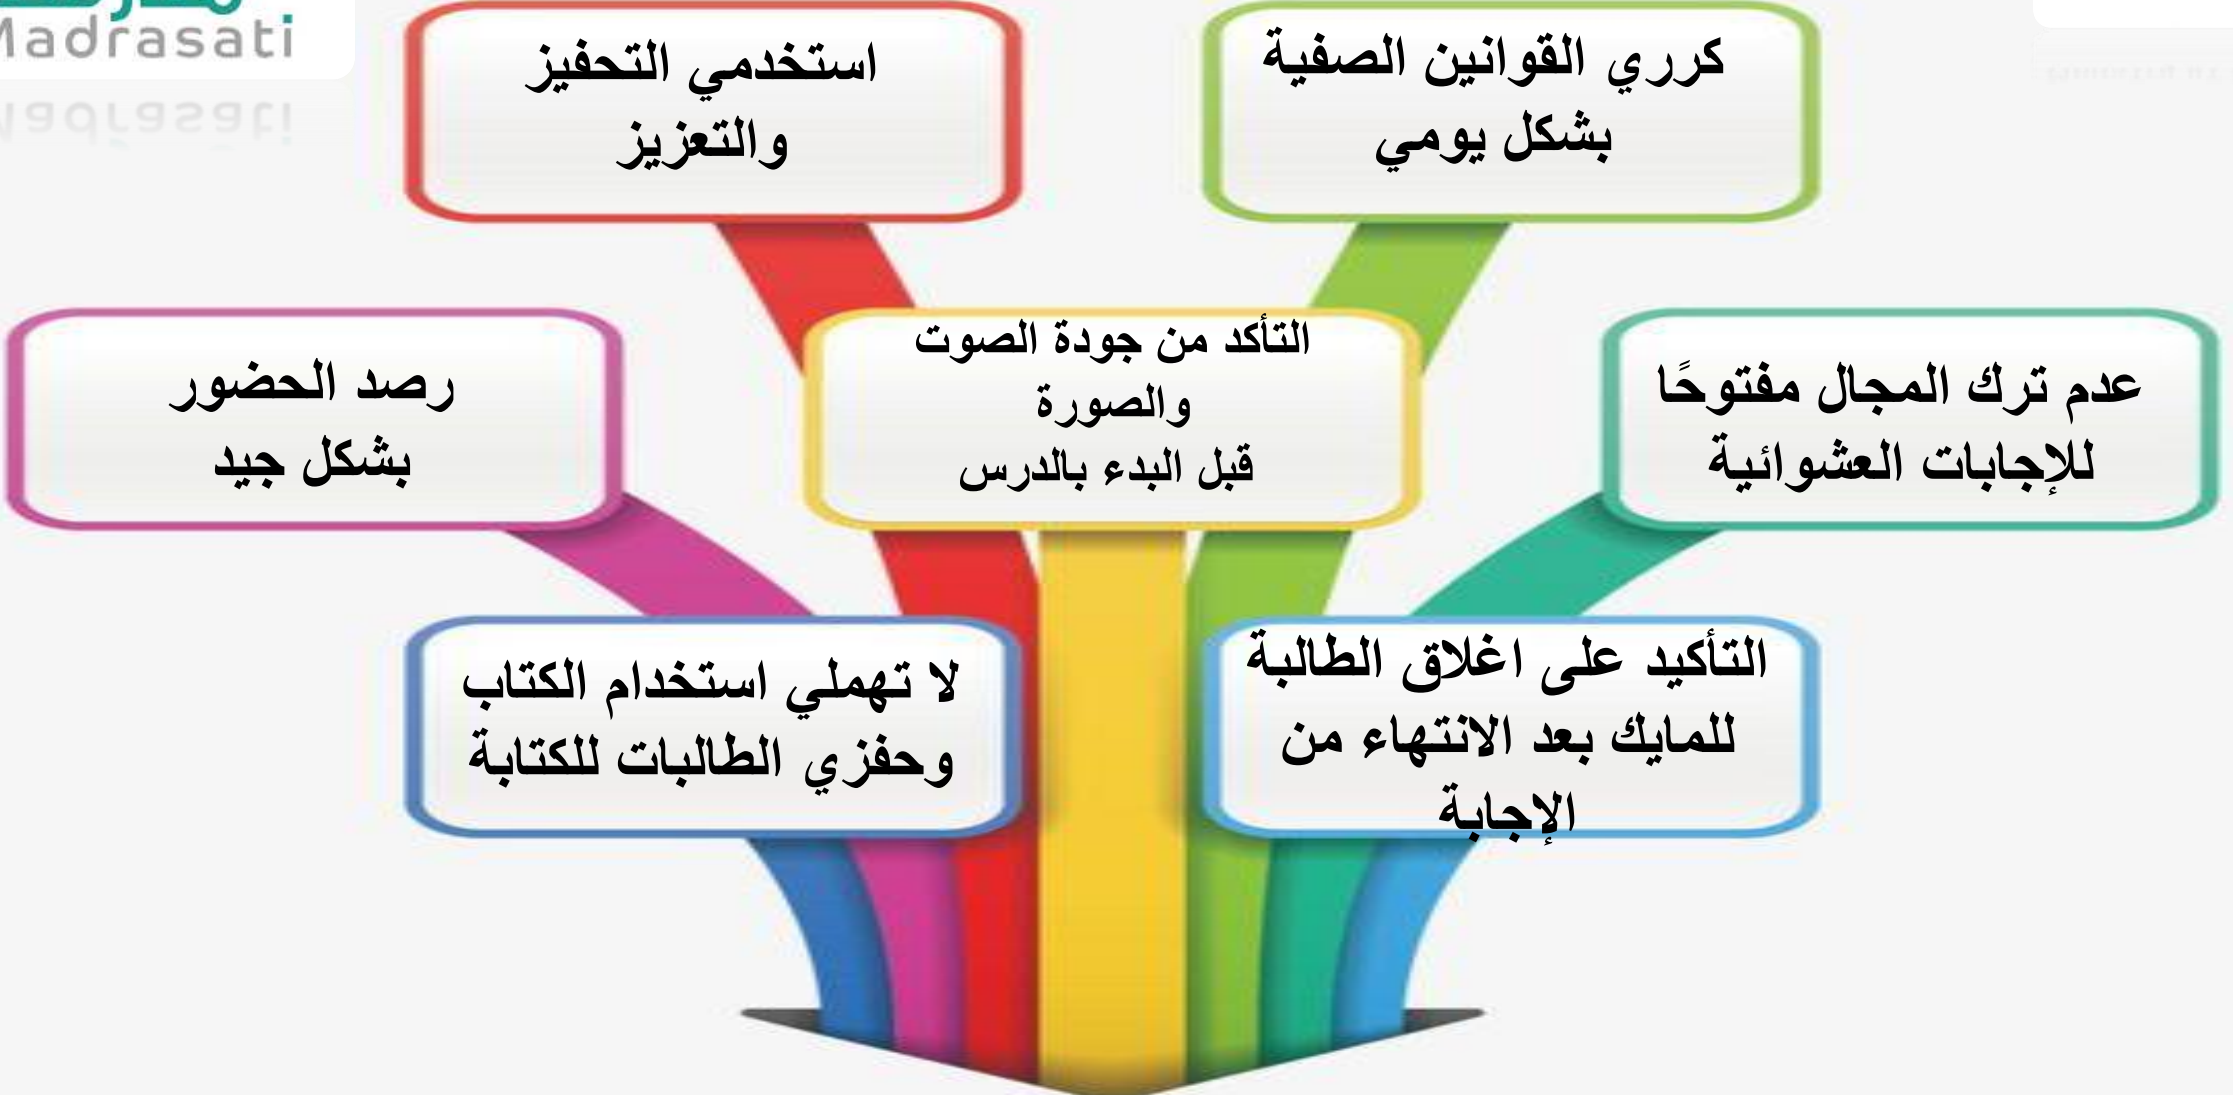 Madrasati
كرري القوانين الصفية
بشكل يومي
استخدمي التحفيز
والتعزيز
عدم ترك المجال مفتوحًا
للإجابات العشوائية
التأكد من جودة الصوت
والصورة
قبل البدء بالدرس
رصد الحضور
بشكل جيد
التأكيد على اغلاق الطالبة
للمايك بعد الانتهاء من
الإجابة
لا تهملي استخدام الكتاب
وحفزي الطالبات للكتابة